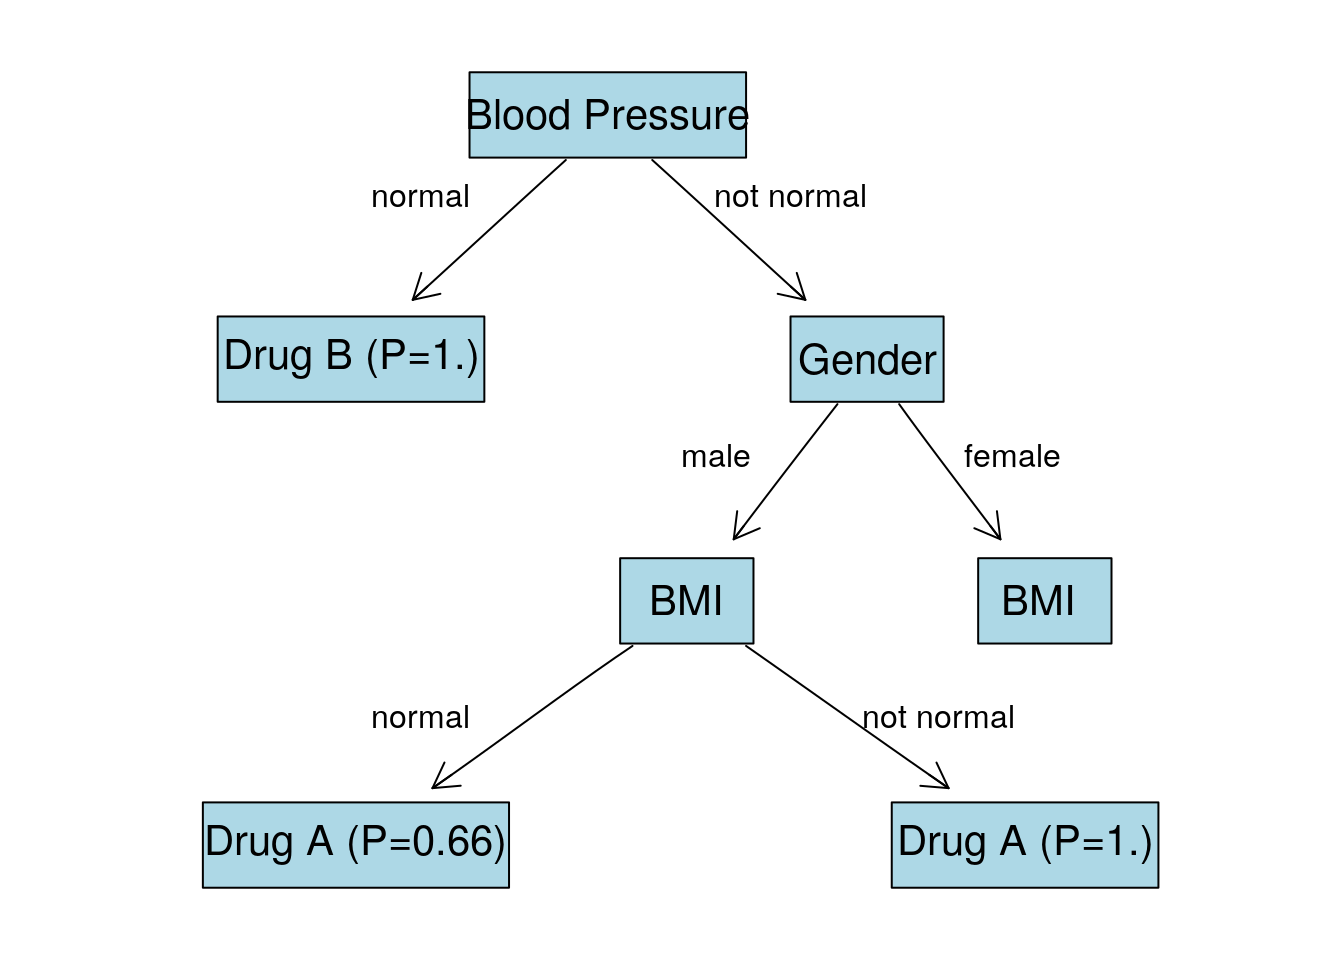 Blood Pressure
normal
not normal
Drug B (P=1.)
Gender
male
female
BMI
BMI
normal
not normal
Drug A (P=0.66)
Drug A (P=1.)